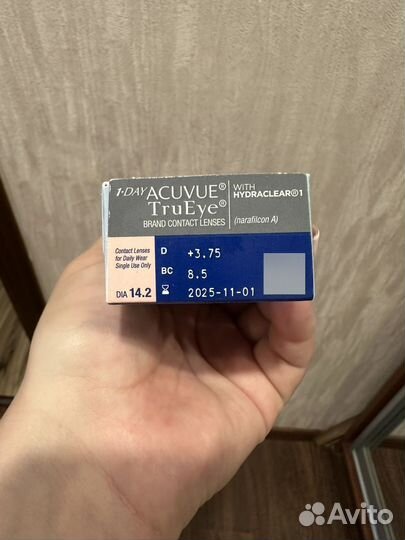 1·DAY ACUVUE®
TruEye®
BRAND CONTACT LENSES
WITH
HYDRACLEAR®1
(narafilcon A)
Contact Lenses
for Daily Wear
Single Use Only
DIA 14.2
D +3.75
BC 8.5
2025-11-01
Avito